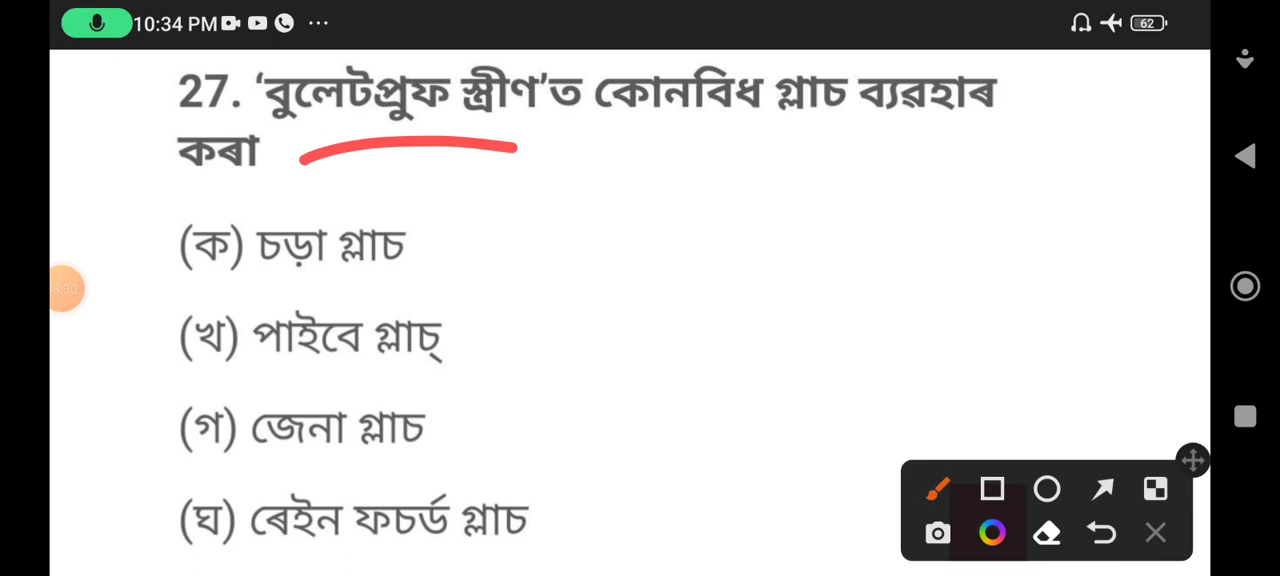 10:34 PM ... 62
27. ‘বুলেটপ্ৰুফ স্ত্ৰীণ’ত কোনবিধ গ্লাচ ব্যৱহাৰ
কৰা
(ক) চড়া গ্লাচ
(খ) পাইবে গ্লাচ্
(গ) জেনা গ্লাচ
(ঘ) ৰেইন ফচৰ্ড গ্লাচ